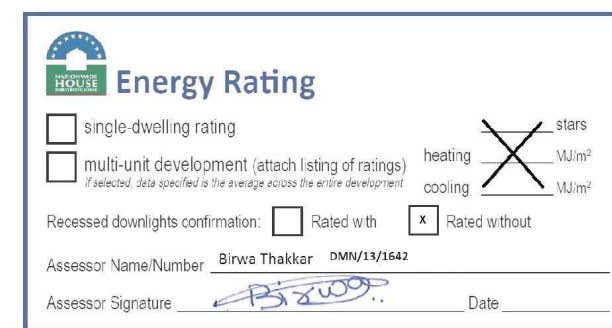 NATIONWIDE
HOUSE
Energy Rating
single-dwelling rating
stars
multi-unit development (attach listing of ratings)
heating MJ/m²
If selected, data specified is the average across the entire development
cooling MJ/m²
Recessed downlights confirmation: Rated with x Rated without
Assessor Name/Number Birwa Thakkar DMN/13/1642
Assessor Signature Birwa Date